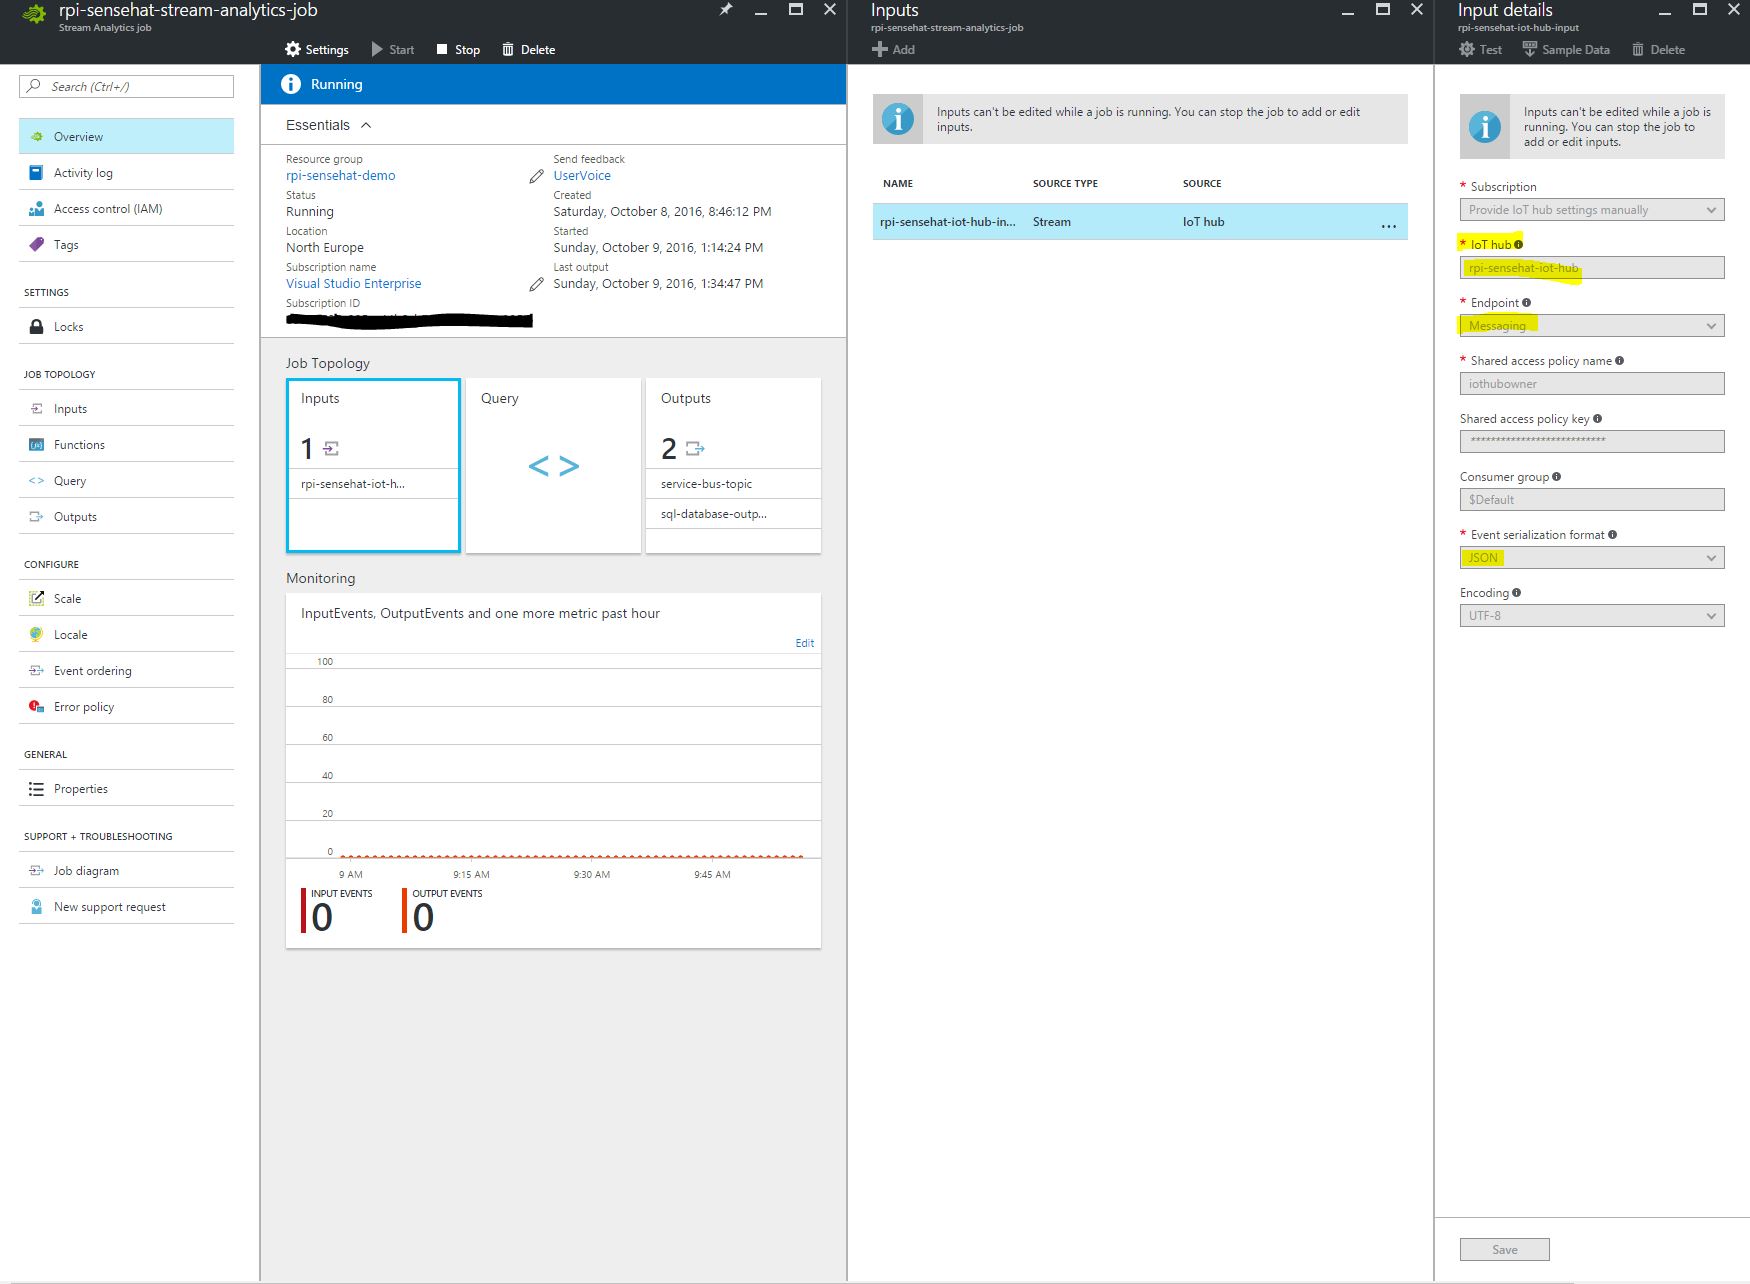 rpi-sensehat-stream-analytics-job
Stream Analytics job
Settings
Start
Stop
Delete
Search (Ctrl+/)
Overview
Activity log
Access control (IAM)
Tags
SETTINGS
Locks
JOB TOPOLOGY
Inputs
Functions
Query
Outputs
CONFIGURE
Scale
Locale
Event ordering
Error policy
GENERAL
Properties
SUPPORT + TROUBLESHOOTING
Job diagram
New support request
Running
Essentials
Resource group
rpi-sensehat-demo
Status
Running
Location
North Europe
Subscription name
Visual Studio Enterprise
Subscription ID
Send feedback
UserVoice
Created
Saturday, October 8, 2016, 8:46:12 PM
Started
Sunday, October 9, 2016, 1:14:24 PM
Last output
Sunday, October 9, 2016, 1:34:47 PM
Job Topology
Inputs
1
rpi-sensehat-iot-h...
Query
< >
Outputs
2
service-bus-topic
sql-database-outp...
Monitoring
InputEvents, OutputEvents and one more metric past hour
Edit
100
80
60
40
20
0
9 AM 9:15 AM 9:30 AM 9:45 AM
INPUT EVENTS
0
OUTPUT EVENTS
0
Inputs
rpi-sensehat-stream-analytics-job
Add
Inputs can't be edited while a job is running. You can stop the job to add or edit
inputs.
NAME SOURCE TYPE SOURCE
rpi-sensehat-iot-hub-in... Stream IoT hub ...
Input details
rpi-sensehat-iot-hub-input
Test
Sample Data
Delete
Inputs can't be edited while a job is
running. You can stop the job to
add or edit inputs.
* Subscription
Provide IoT hub settings manually
* IoT hub
rpi-sensehat-iot-hub
* Endpoint
Messaging
* Shared access policy name
iothubowner
Shared access policy key
****************************
Consumer group
$Default
* Event serialization format
JSON
Encoding
UTF-8
Save